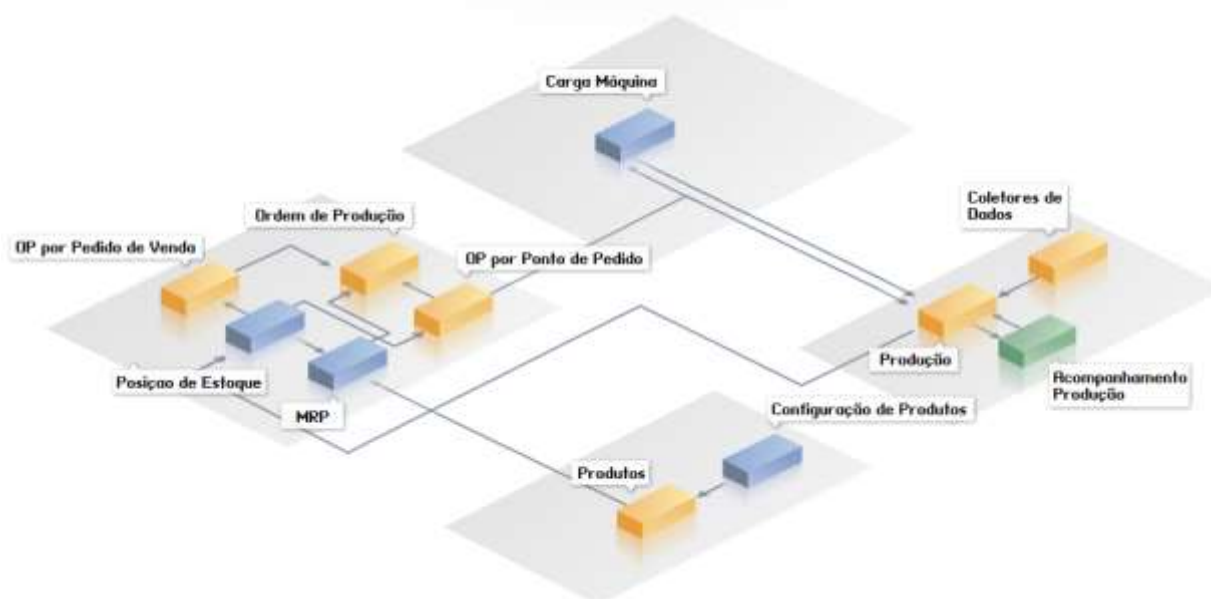 Carga Máquina
Coletores de
Dados
Ordem de Produção
OP por Pedido de Venda
OP por Ponto de Pedido
Produção
Posiçao de Estoque
Acompanhamento
Produção
MRP
Configuração de Produtos
Produtos